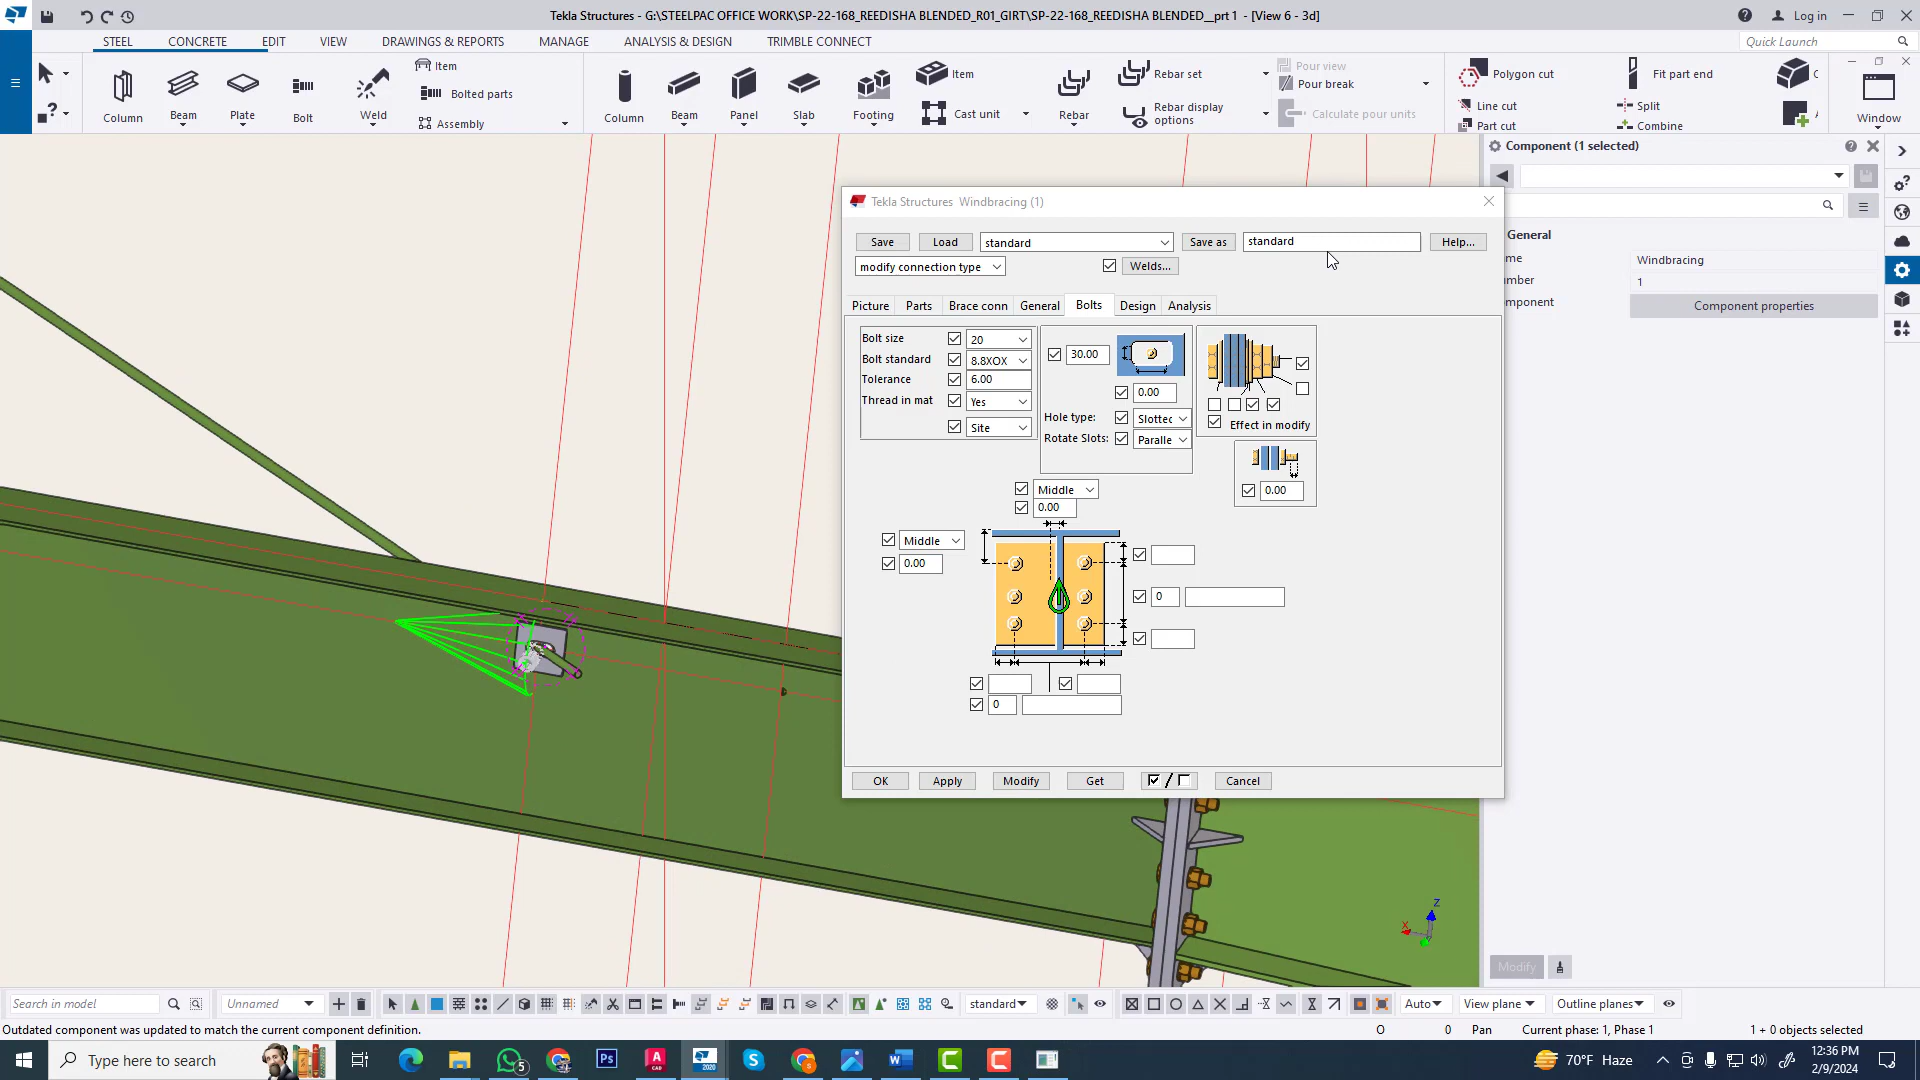 Tekla Structures - G:\STEELPAC OFFICE WORK\SP-22-168_REEDISHA BLENDED_R01_GIRT\SP-22-168_REEDISHA BLENDED__prt 1 - [View 6 - 3d]
Log in
STEEL CONCRETE EDIT VIEW DRAWINGS & REPORTS MANAGE ANALYSIS & DESIGN TRIMBLE CONNECT
Quick Launch
Column Beam Plate Bolt Weld
Item
Bolted parts
Assembly
Column Beam Panel Slab Footing
Item
Cast unit
Rebar
Rebar set
Rebar display options
Pour view
Pour break
Calculate pour units
Polygon cut
Line cut
Part cut
Fit part end
Split
Combine
Window
Component (1 selected)
General
me Windbracing
umber 1
omponent Component properties
Modify
Tekla Structures Windbracing (1)
Save Load standard Save as standard Help...
modify connection type Welds...
Picture Parts Brace conn General Bolts Design Analysis
Bolt size 20
Bolt standard 8.8XOX
Tolerance 6.00
Thread in mat Yes
Site
30.00
0.00
Hole type: Slottec
Rotate Slots: Paralle
Effect in modify
0.00
Middle
0.00
Middle
0.00
0
0
OK Apply Modify Get / Cancel
Z
X
Search in model Unnamed standard Auto View plane Outline planes
Outdated component was updated to match the current component definition. O 0 Pan Current phase: 1, Phase 1 1 + 0 objects selected
Type here to search
5
Ps
2020
70°F Haze
12:36 PM
2/9/2024